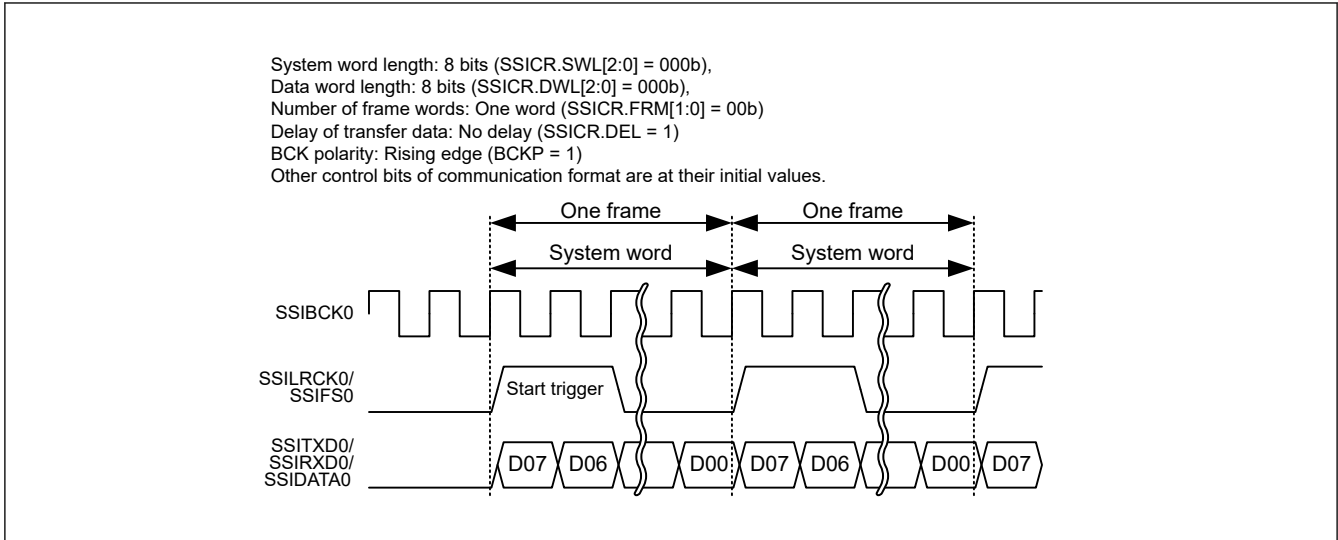 System word length: 8 bits (SSICR.SWL[2:0] = 000b),
Data word length: 8 bits (SSICR.DWL[2:0] = 000b),
Number of frame words: One word (SSICR.FRM[1:0] = 00b)
Delay of transfer data: No delay (SSICR.DEL = 1)
BCK polarity: Rising edge (BCKP = 1)
Other control bits of communication format are at their initial values.
One frame One frame
System word System word
SSIBCK0
SSILRCK0/
SSIFS0
Start trigger
SSITXD0/
SSIRXD0/
SSIDATA0
D07 D06 D00 D07 D06 D00 D07